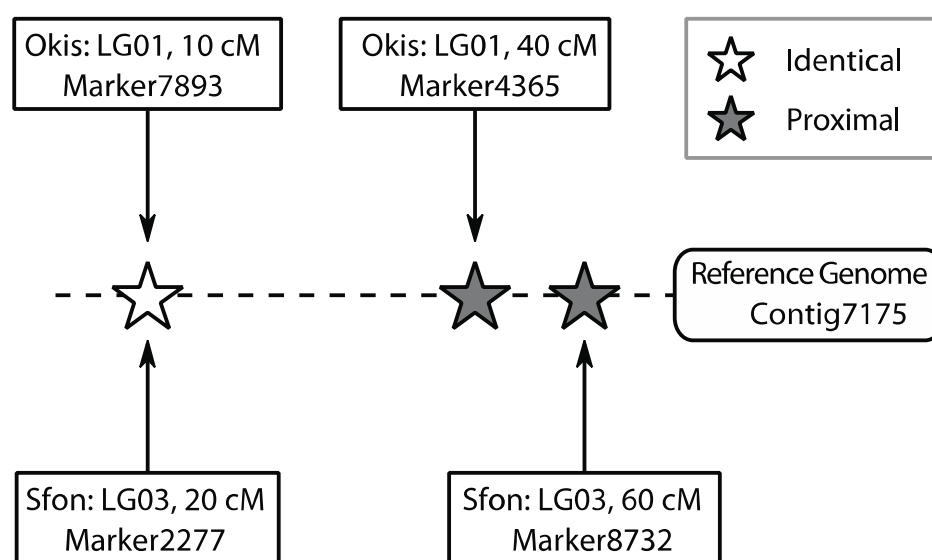 Okis: LG01, 10 cM
Marker7893
Okis: LG01, 40 cM
Marker4365
Identical
Proximal
Reference Genome
Contig7175
Sfon: LG03, 20 cM
Marker2277
Sfon: LG03, 60 cM
Marker8732